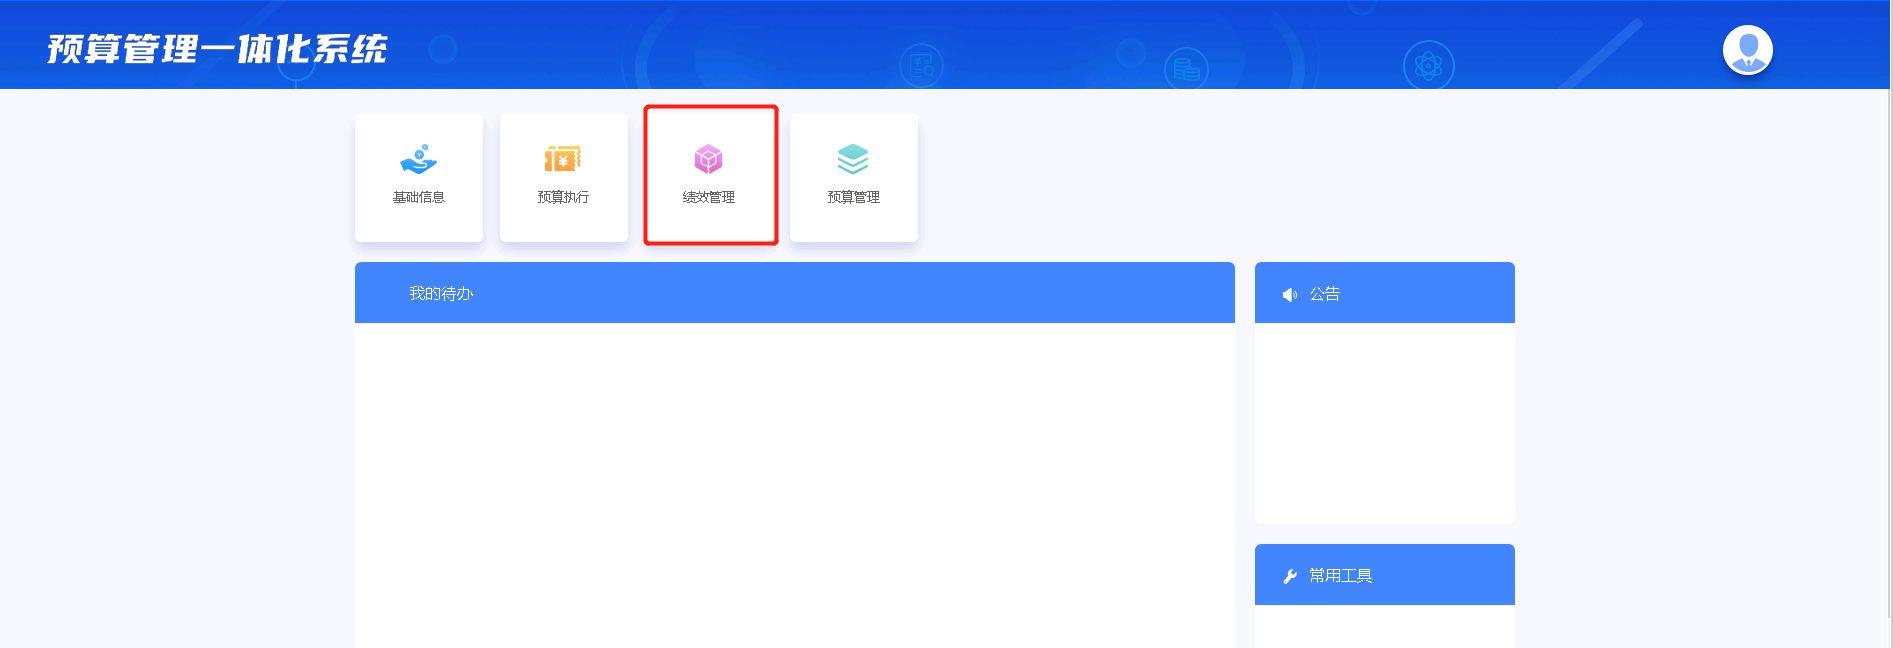 预算管理一体化系统
基础信息
预算执行
绩效管理
预算管理
我的待办
公告
常用工具